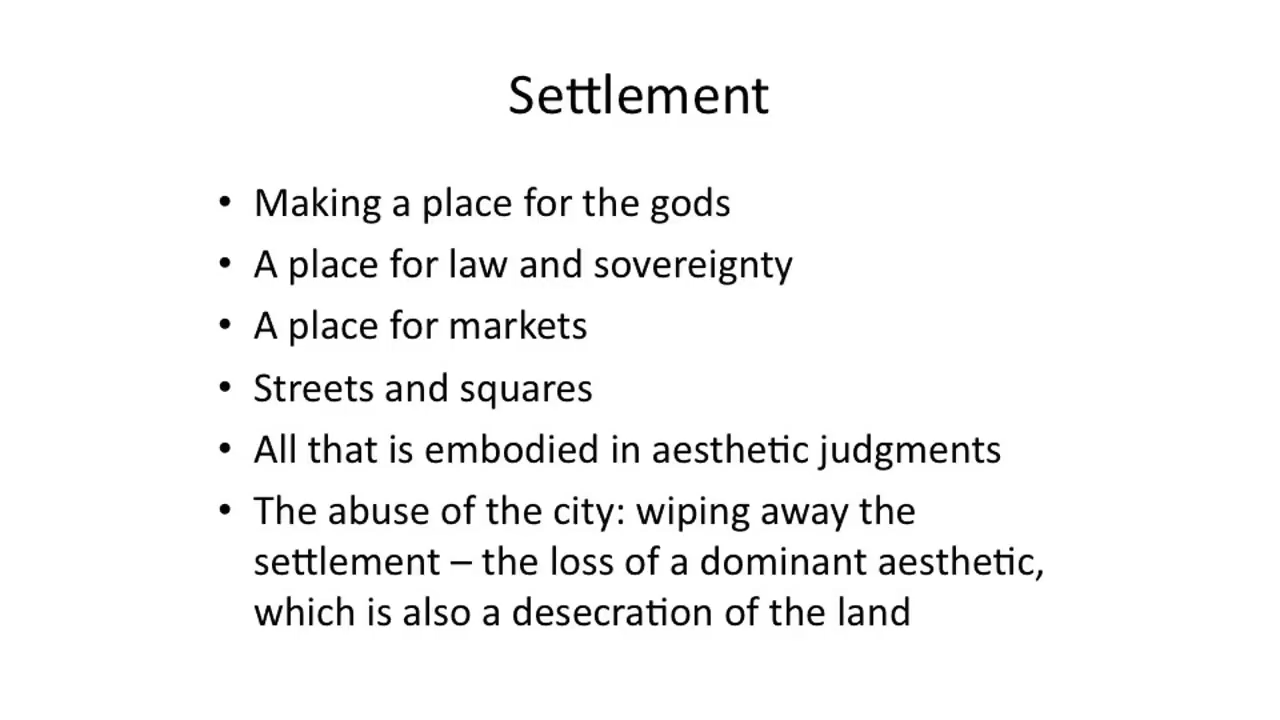 Settlement
• Making a place for the gods
• A place for law and sovereignty
• A place for markets
• Streets and squares
• All that is embodied in aesthetic judgments
• The abuse of the city: wiping away the
settlement – the loss of a dominant aesthetic,
which is also a desecration of the land